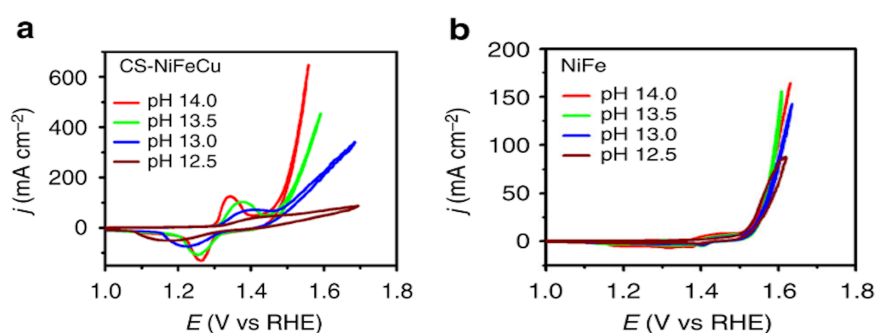 a
CS-NiFeCu
pH 14.0
pH 13.5
pH 13.0
pH 12.5
600
400
200
0
j (mA cm⁻²)
1.0 1.2 1.4 1.6 1.8
E (V vs RHE)
b
NiFe
pH 14.0
pH 13.5
pH 13.0
pH 12.5
200
150
100
50
0
j (mA cm⁻²)
1.0 1.2 1.4 1.6 1.8
E (V vs RHE)